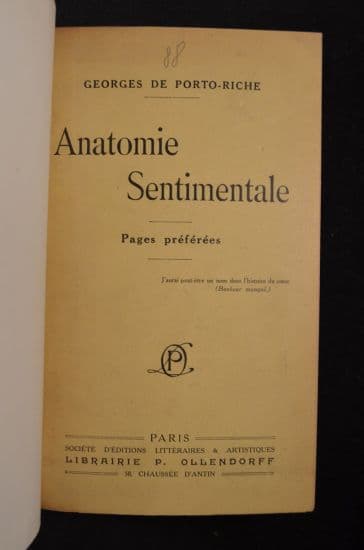 88
GEORGES DE PORTO-RICHE
Anatomie
Sentimentale
Pages préférées
J'aurai peut-être un nom dans l'histoire du cœur
(Bonheur manqué.)
PO
PARIS
SOCIÉTÉ D'ÉDITIONS LITTÉRAIRES & ARTISTIQUES
LIBRAIRIE P. OLLENDORFF
50, CHAUSSÉE D'ANTIN